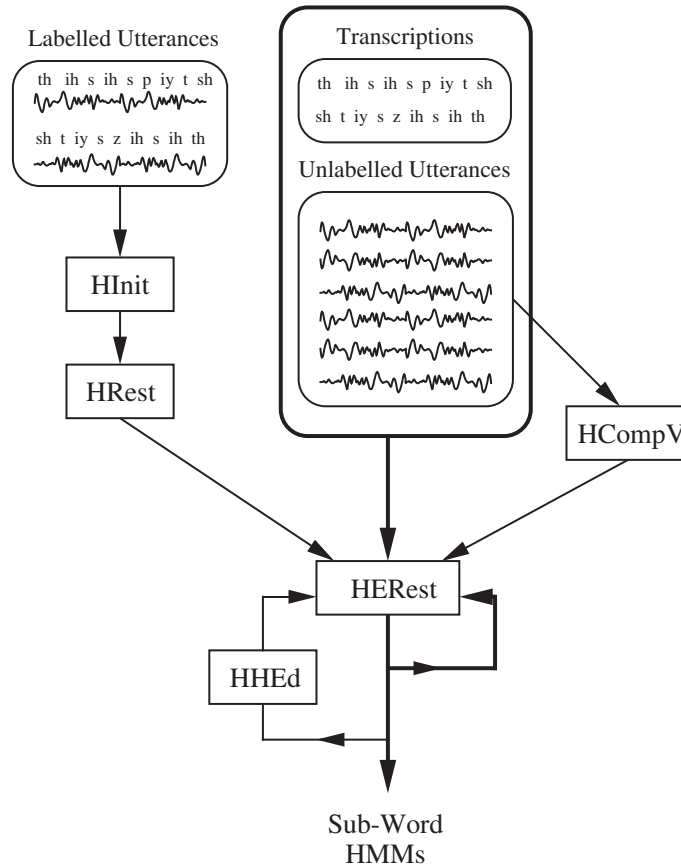 Labelled Utterances
th ih s ih s p iy t sh
sh t iy s z ih s ih th
Transcriptions
th ih s ih s p iy t sh
sh t iy s z ih s ih th
Unlabelled Utterances
HInit
HRest
HCompV
HERest
HHEd
Sub-Word
HMMs